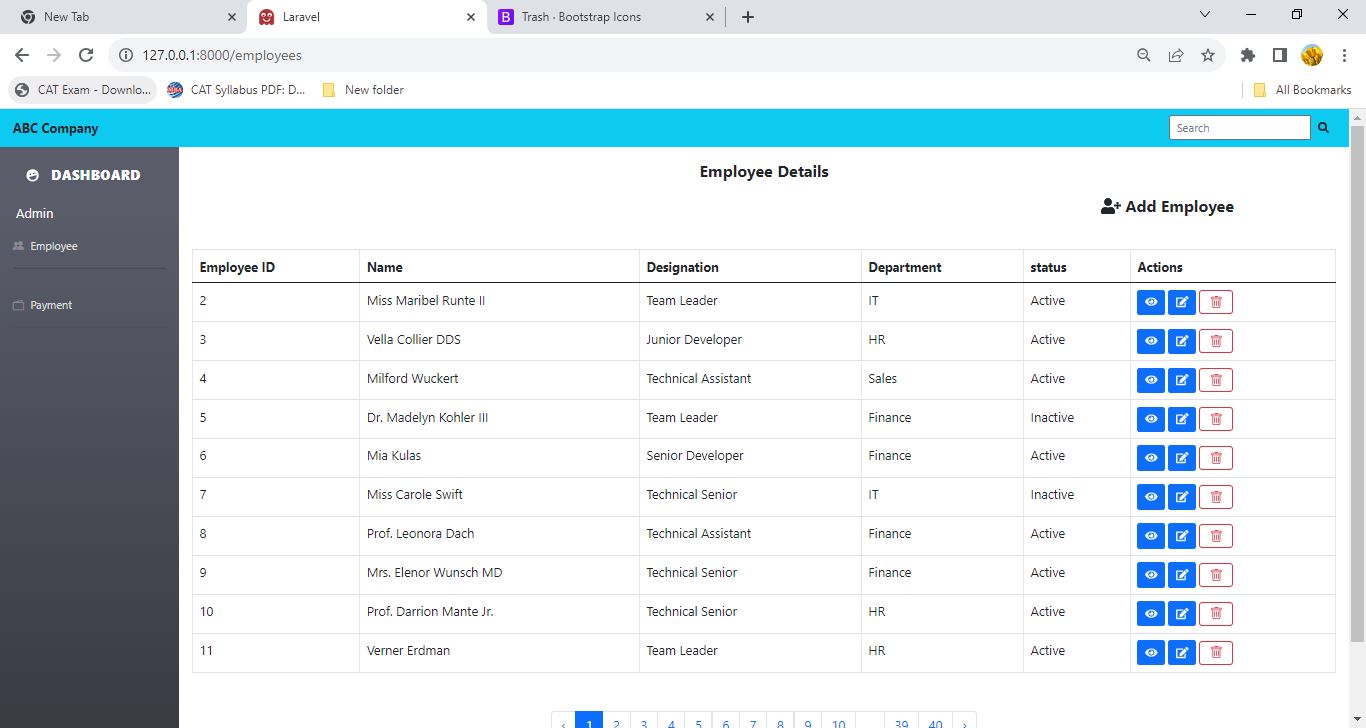 New Tab
Laravel
Trash · Bootstrap Icons
127.0.0.1:8000/employees
CAT Exam - Downlo...
CAT Syllabus PDF: D...
New folder
All Bookmarks
ABC Company
Search
DASHBOARD
Admin
Employee
Payment
Employee Details
Add Employee
Employee ID Name Designation Department status Actions
2 Miss Maribel Runte II Team Leader IT Active
3 Vella Collier DDS Junior Developer HR Active
4 Milford Wuckert Technical Assistant Sales Active
5 Dr. Madelyn Kohler III Team Leader Finance Inactive
6 Mia Kulas Senior Developer Finance Active
7 Miss Carole Swift Technical Senior IT Inactive
8 Prof. Leonora Dach Technical Assistant Finance Active
9 Mrs. Elenor Wunsch MD Technical Senior Finance Active
10 Prof. Darrion Mante Jr. Technical Senior HR Active
11 Verner Erdman Team Leader HR Active
‹ 1 2 3 4 5 6 7 8 9 10 ... 39 40 ›